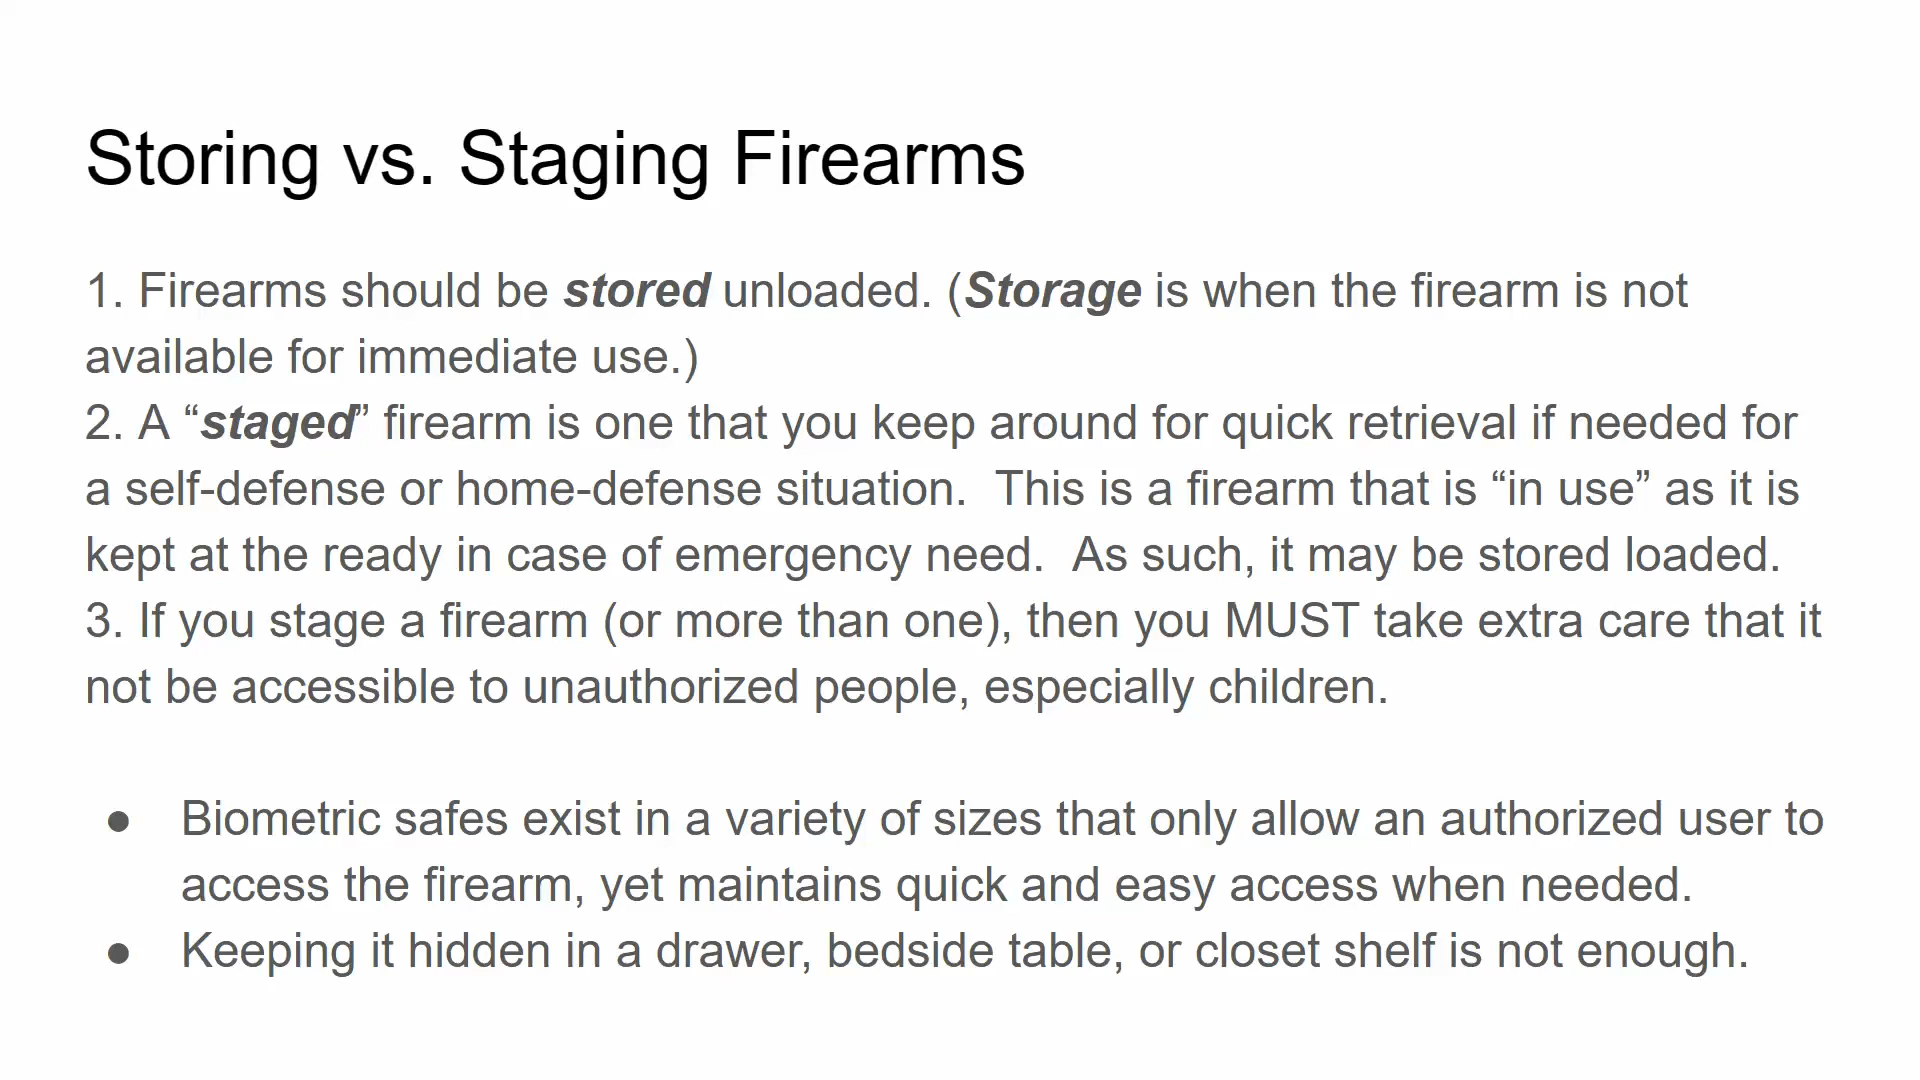 Storing vs. Staging Firearms
1. Firearms should be stored unloaded. (Storage is when the firearm is not
available for immediate use.)
2. A “staged” firearm is one that you keep around for quick retrieval if needed for
a self-defense or home-defense situation.  This is a firearm that is “in use” as it is
kept at the ready in case of emergency need.  As such, it may be stored loaded.
3. If you stage a firearm (or more than one), then you MUST take extra care that it
not be accessible to unauthorized people, especially children.
● Biometric safes exist in a variety of sizes that only allow an authorized user to
access the firearm, yet maintains quick and easy access when needed.
● Keeping it hidden in a drawer, bedside table, or closet shelf is not enough.